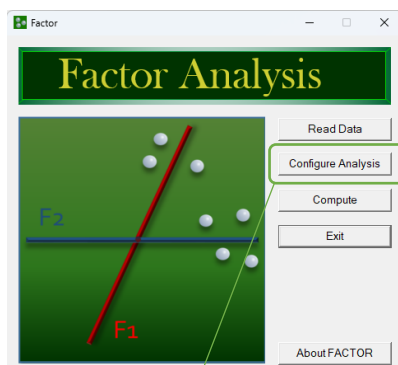 Factor
Factor Analysis
Read Data
Configure Analysis
Compute
Exit
F2
F1
About FACTOR